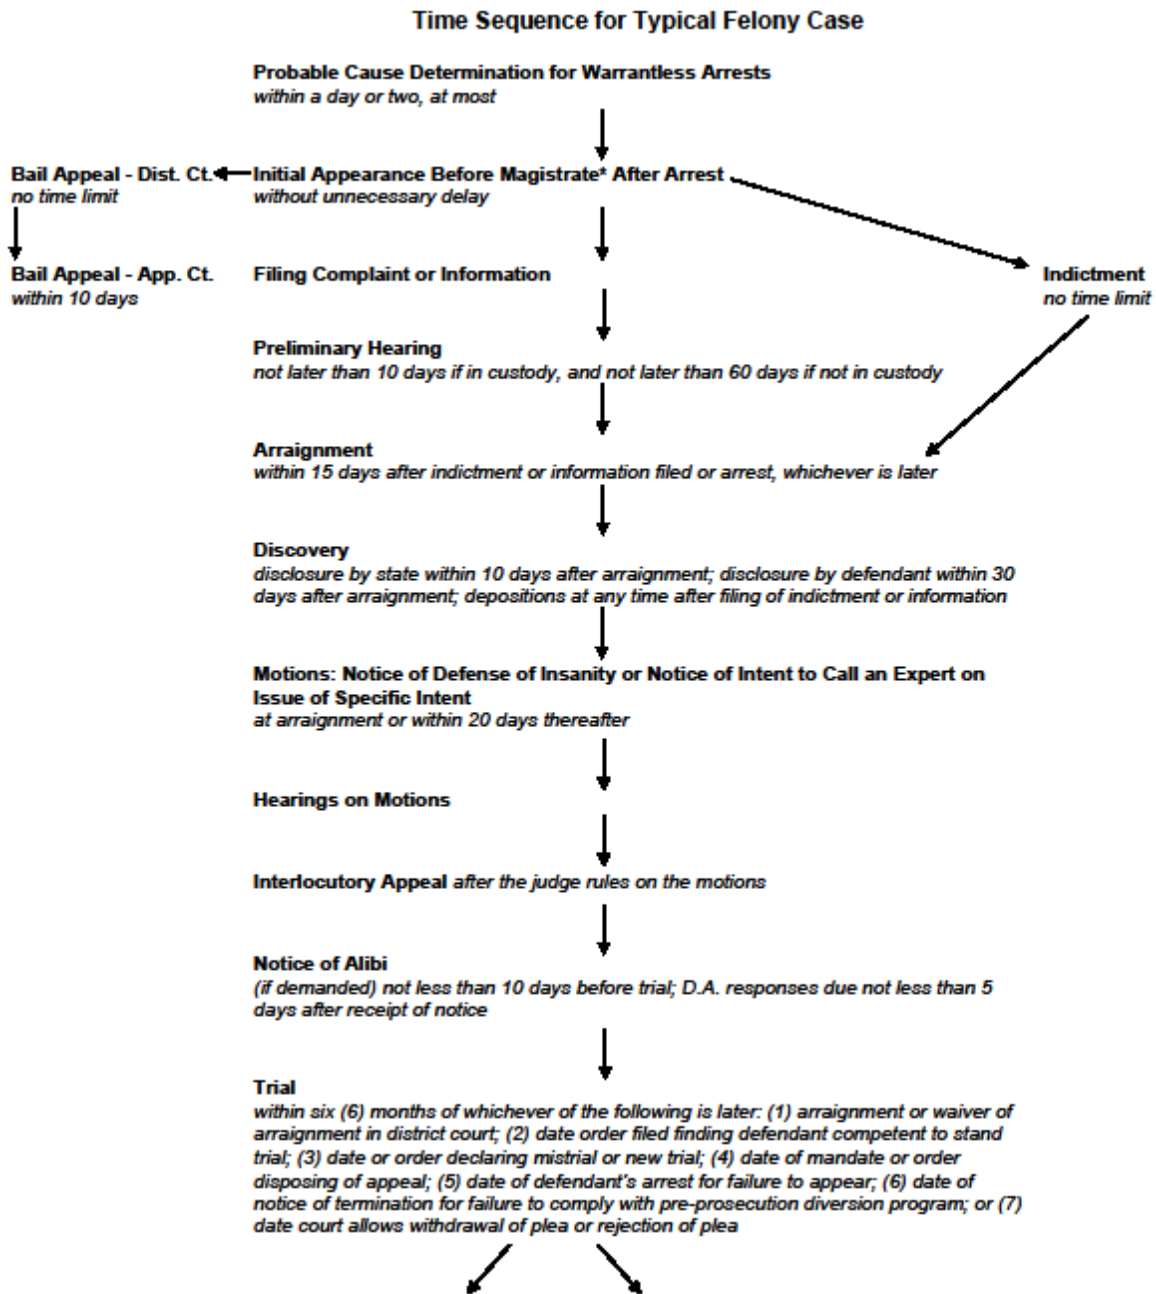 Time Sequence for Typical Felony Case
Probable Cause Determination for Warrantless Arrests
within a day or two, at most
Bail Appeal - Dist. Ct.
no time limit
Initial Appearance Before Magistrate* After Arrest
without unnecessary delay
Bail Appeal - App. Ct.
within 10 days
Filing Complaint or Information
Indictment
no time limit
Preliminary Hearing
not later than 10 days if in custody, and not later than 60 days if not in custody
Arraignment
within 15 days after indictment or information filed or arrest, whichever is later
Discovery
disclosure by state within 10 days after arraignment; disclosure by defendant within 30
days after arraignment; depositions at any time after filing of indictment or information
Motions: Notice of Defense of Insanity or Notice of Intent to Call an Expert on
Issue of Specific Intent
at arraignment or within 20 days thereafter
Hearings on Motions
Interlocutory Appeal after the judge rules on the motions
Notice of Alibi
(if demanded) not less than 10 days before trial; D.A. responses due not less than 5
days after receipt of notice
Trial
within six (6) months of whichever of the following is later: (1) arraignment or waiver of
arraignment in district court; (2) date order filed finding defendant competent to stand
trial; (3) date or order declaring mistrial or new trial; (4) date of mandate or order
disposing of appeal; (5) date of defendant's arrest for failure to appear; (6) date of
notice of termination for failure to comply with pre-prosecution diversion program; or (7)
date court allows withdrawal of plea or rejection of plea